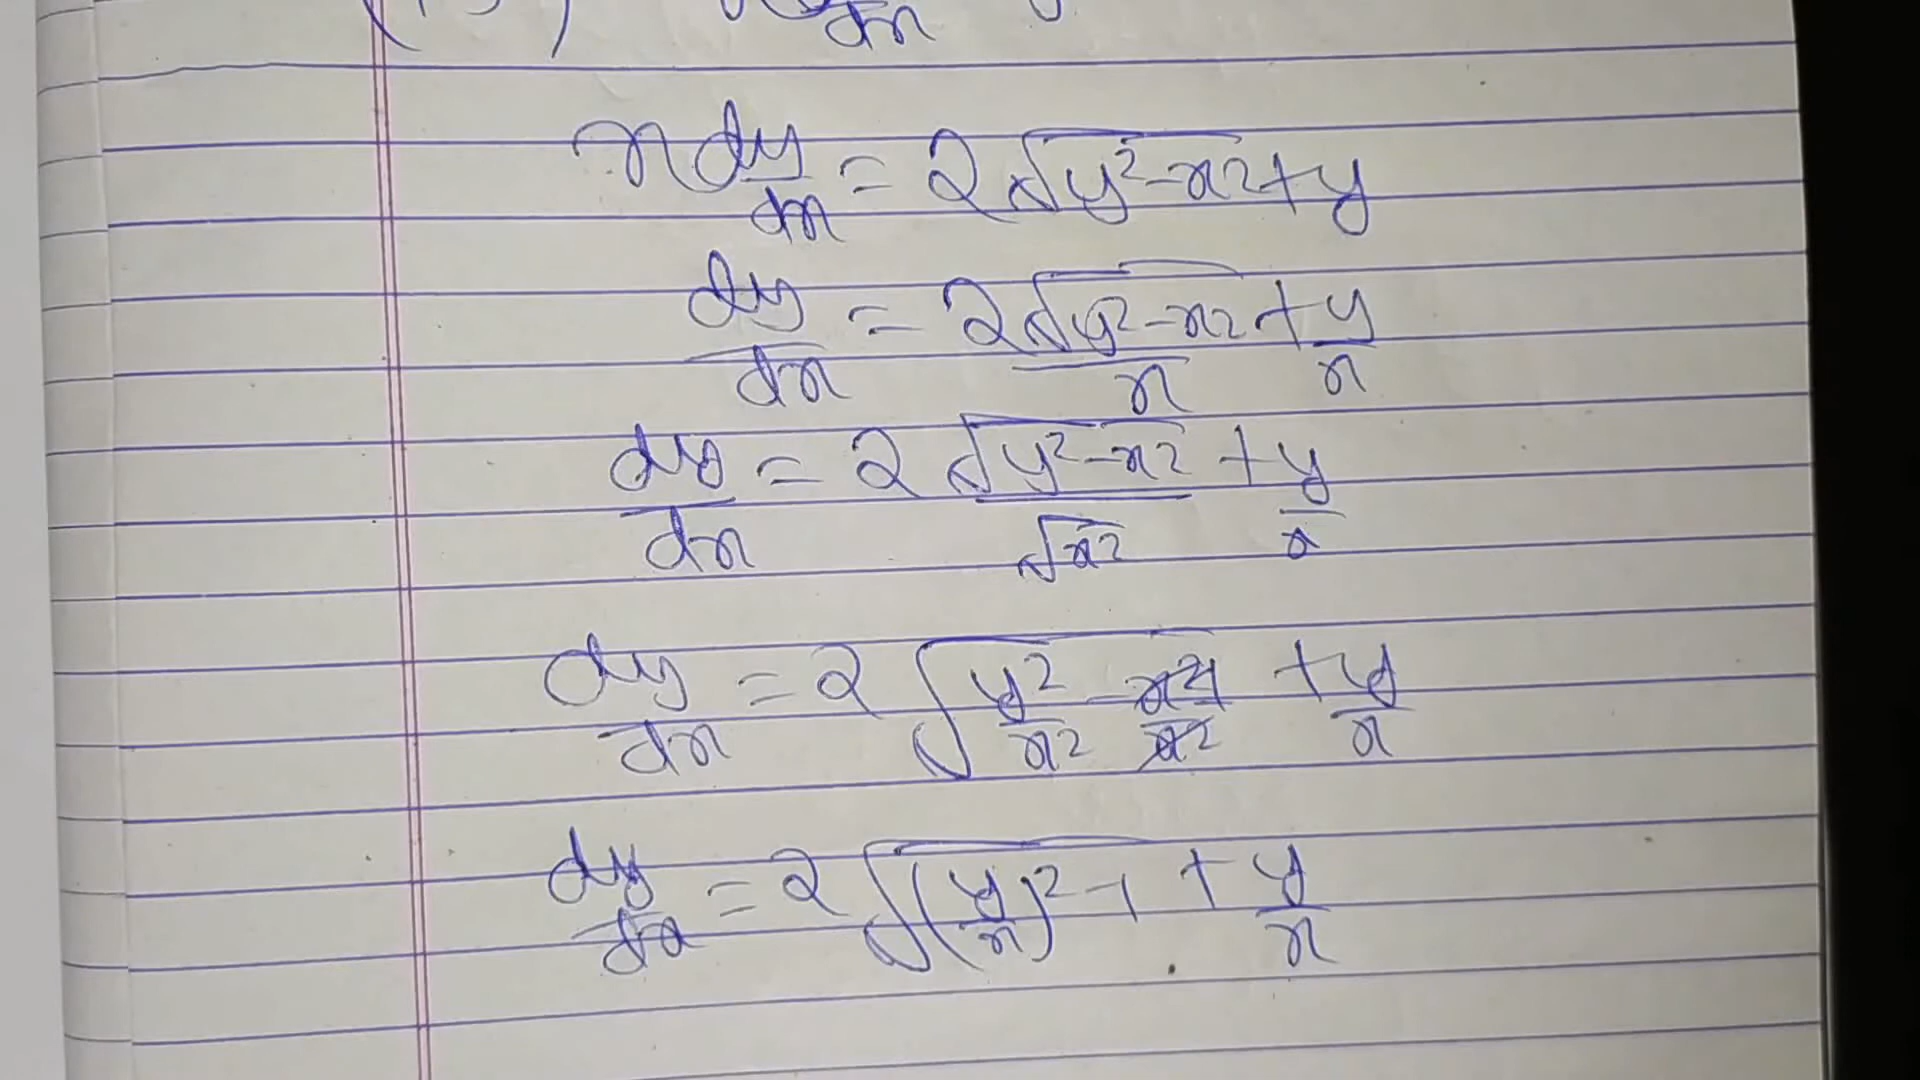 dx
x dy/dx = 2√(y²-x²) + y
dy/dx = 2√(y²-x²)/x + y/x
dy/dx = 2 √(y²-x²)/√x² + y/x
dy/dx = 2 √(y²/x² - x²/x²) + y/x
dy/dx = 2 √((y/x)² - 1) + y/x